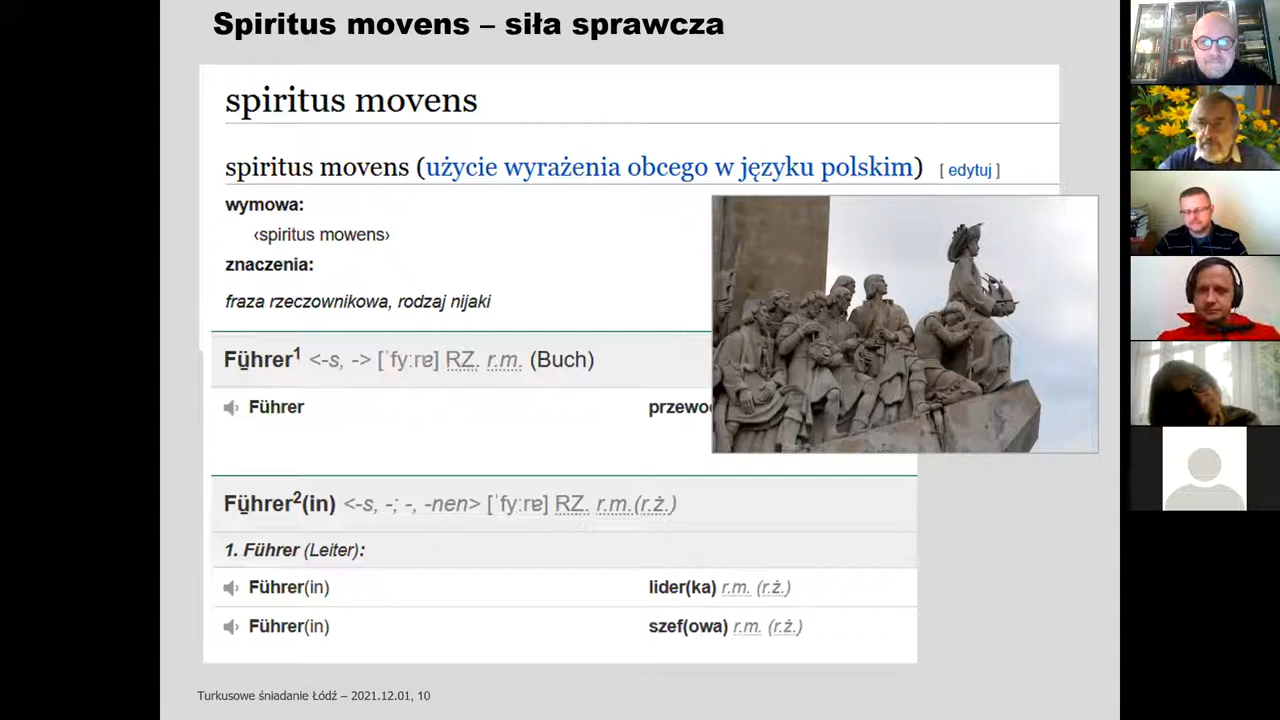 Spiritus movens – siła sprawcza
spiritus movens
spiritus movens (użycie wyrażenia obcego w języku polskim) [ edytuj ]
wymowa:
‹spiritus mowens›
znaczenia:
fraza rzeczownikowa, rodzaj nijaki
Führer¹ <-s, -> [ˈfyːrɐ] RZ. r.m. (Buch)
Führer przewo
Führer²(in) <-s, -; -, -nen> [ˈfyːrɐ] RZ. r.m.(r.ż.)
1. Führer (Leiter):
Führer(in) lider(ka) r.m. (r.ż.)
Führer(in) szef(owa) r.m. (r.ż.)
Turkusowe śniadanie Łódź – 2021.12.01, 10